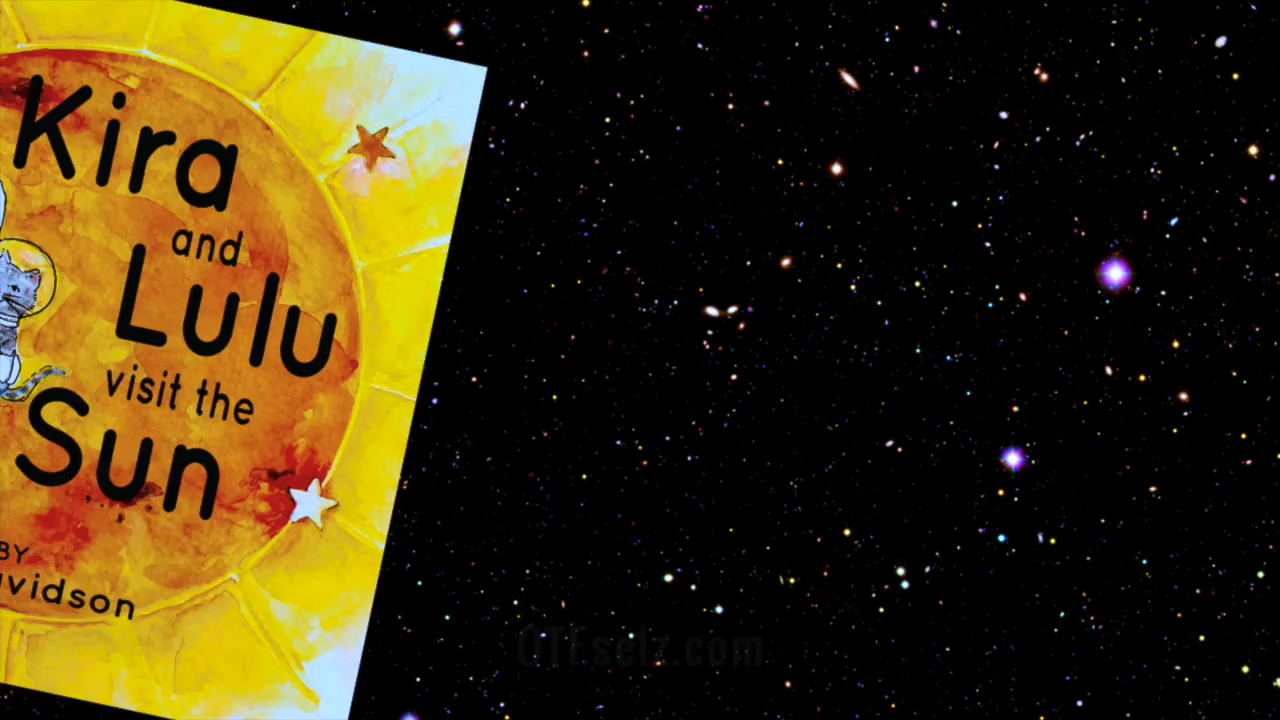 Kira
and
Lulu
visit the
Sun
BY
vidson